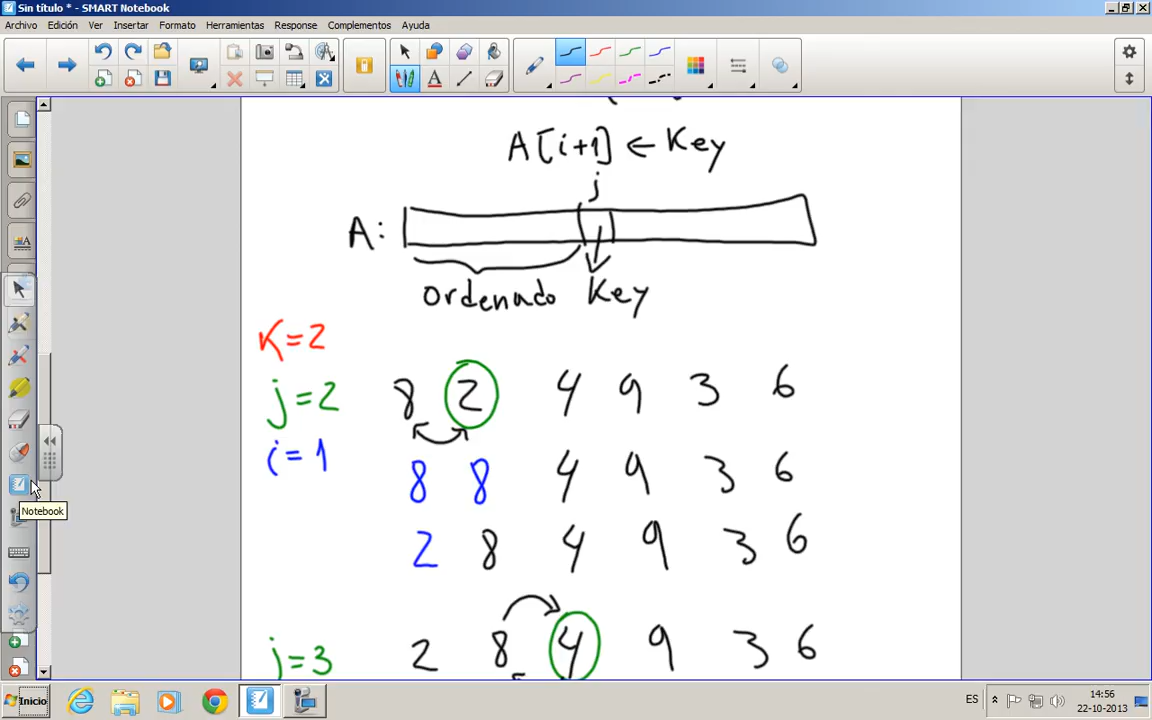 Sin título * - SMART Notebook
Archivo Edición Ver Insertar Formato Herramientas Response Complementos Ayuda
A[i+1] ← Key
j
A:
Ordenado Key
K=2
j=2 8 2 4 9 3 6
i=1 8 8 4 9 3 6
2 8 4 9 3 6
j=3 2 8 4 9 3 6
Notebook
Inicio
ES
14:56
22-10-2013